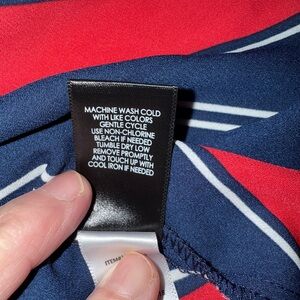 MACHINE WASH COLD
WITH LIKE COLORS
GENTLE CYCLE
USE NON-CHLORINE
BLEACH IF NEEDED
TUMBLE DRY LOW
REMOVE PROMPTLY
AND TOUCH UP WITH
COOL IRON IF NEEDED
ITEM#